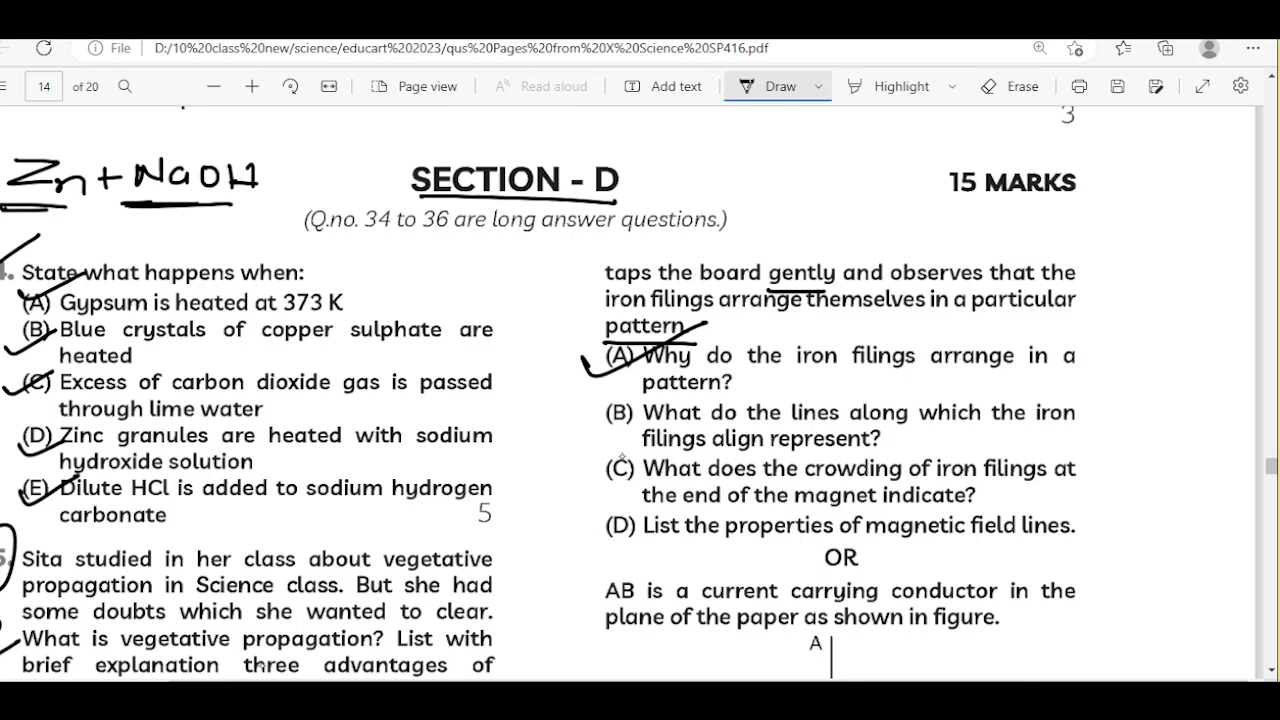 File
D:/10%20class%20new/science/educart%202023/qus%20Pages%20from%20X%20Science%20SP416.pdf
14 of 20
Page view
Read aloud
Add text
Draw
Highlight
Erase
3
Zn + NaOH
SECTION - D
15 MARKS
(Q.no. 34 to 36 are long answer questions.)
State what happens when:
(A) Gypsum is heated at 373 K
(B) Blue crystals of copper sulphate are
heated
(C) Excess of carbon dioxide gas is passed
through lime water
(D) Zinc granules are heated with sodium
hydroxide solution
(E) Dilute HCl is added to sodium hydrogen
carbonate 5
Sita studied in her class about vegetative
propagation in Science class. But she had
some doubts which she wanted to clear.
What is vegetative propagation? List with
brief explanation three advantages of
taps the board gently and observes that the
iron filings arrange themselves in a particular
pattern.
(A) Why do the iron filings arrange in a
pattern?
(B) What do the lines along which the iron
filings align represent?
(C) What does the crowding of iron filings at
the end of the magnet indicate?
(D) List the properties of magnetic field lines.
OR
AB is a current carrying conductor in the
plane of the paper as shown in figure.
A